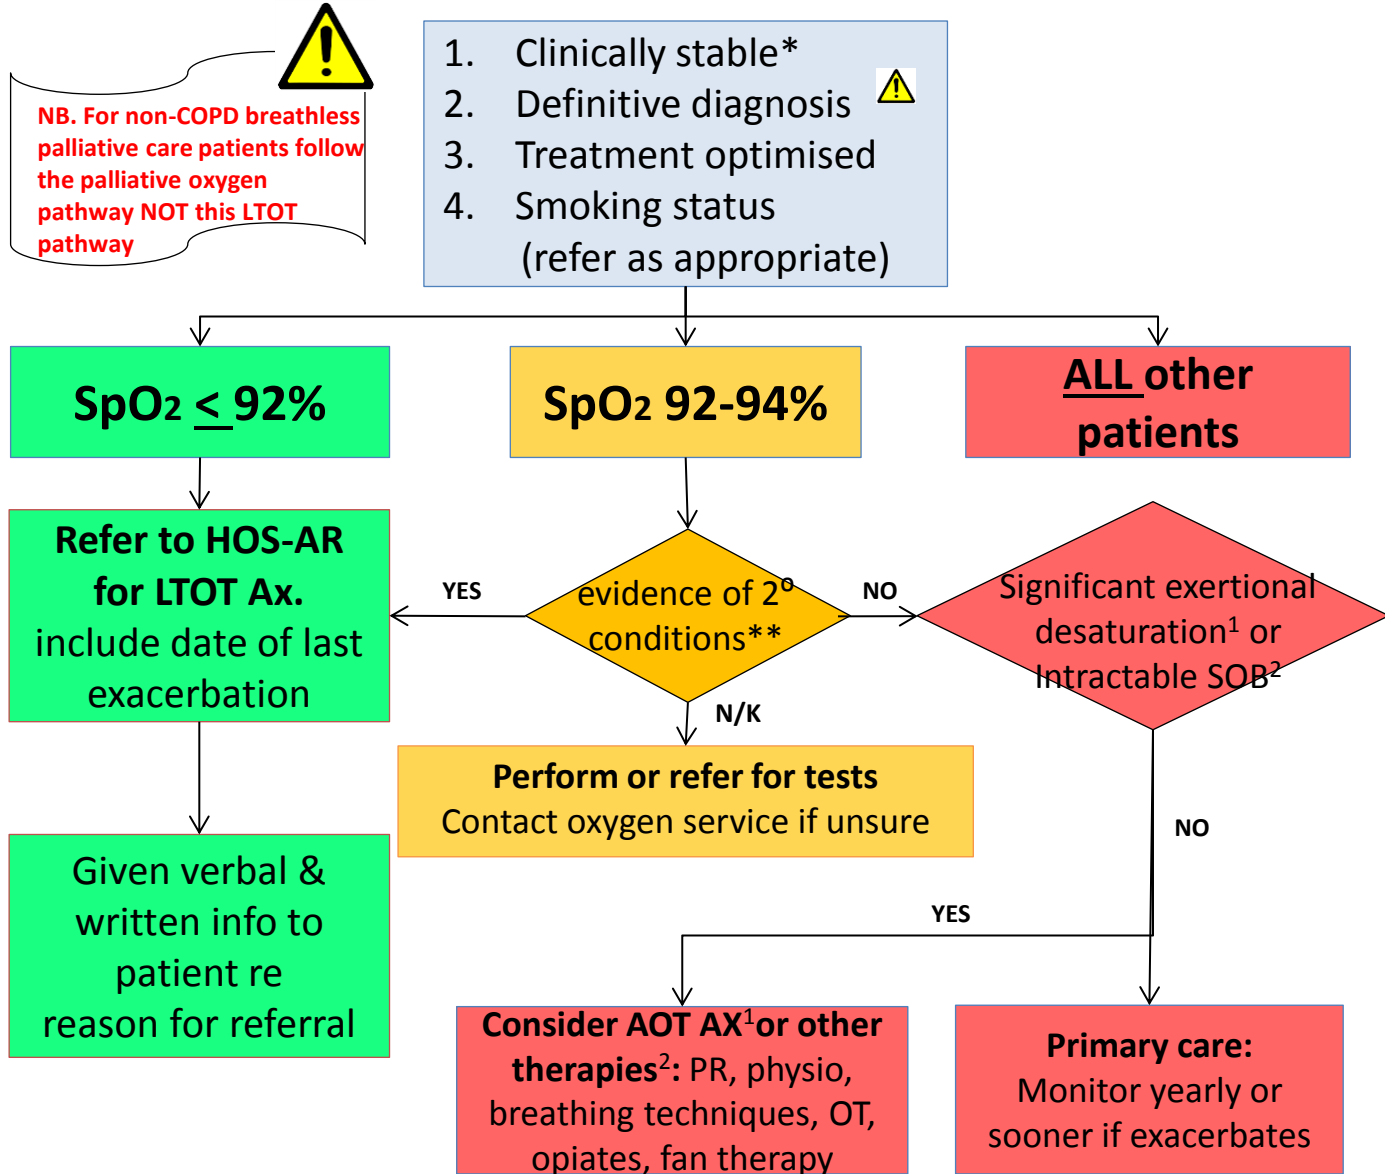 NB. For non-COPD breathless
palliative care patients follow
the palliative oxygen
pathway NOT this LTOT
pathway
1. Clinically stable*
2. Definitive diagnosis
3. Treatment optimised
4. Smoking status
(refer as appropriate)
SpO₂ ≤ 92%
SpO₂ 92-94%
ALL other
patients
Refer to HOS-AR
for LTOT Ax.
include date of last
exacerbation
YES
evidence of 2º
conditions**
NO
Significant exertional
desaturation¹ or
Intractable SOB²
N/K
Perform or refer for tests
Contact oxygen service if unsure
NO
Given verbal &
written info to
patient re
reason for referral
YES
Consider AOT AX¹or other
therapies²: PR, physio,
breathing techniques, OT,
opiates, fan therapy
Primary care:
Monitor yearly or
sooner if exacerbates